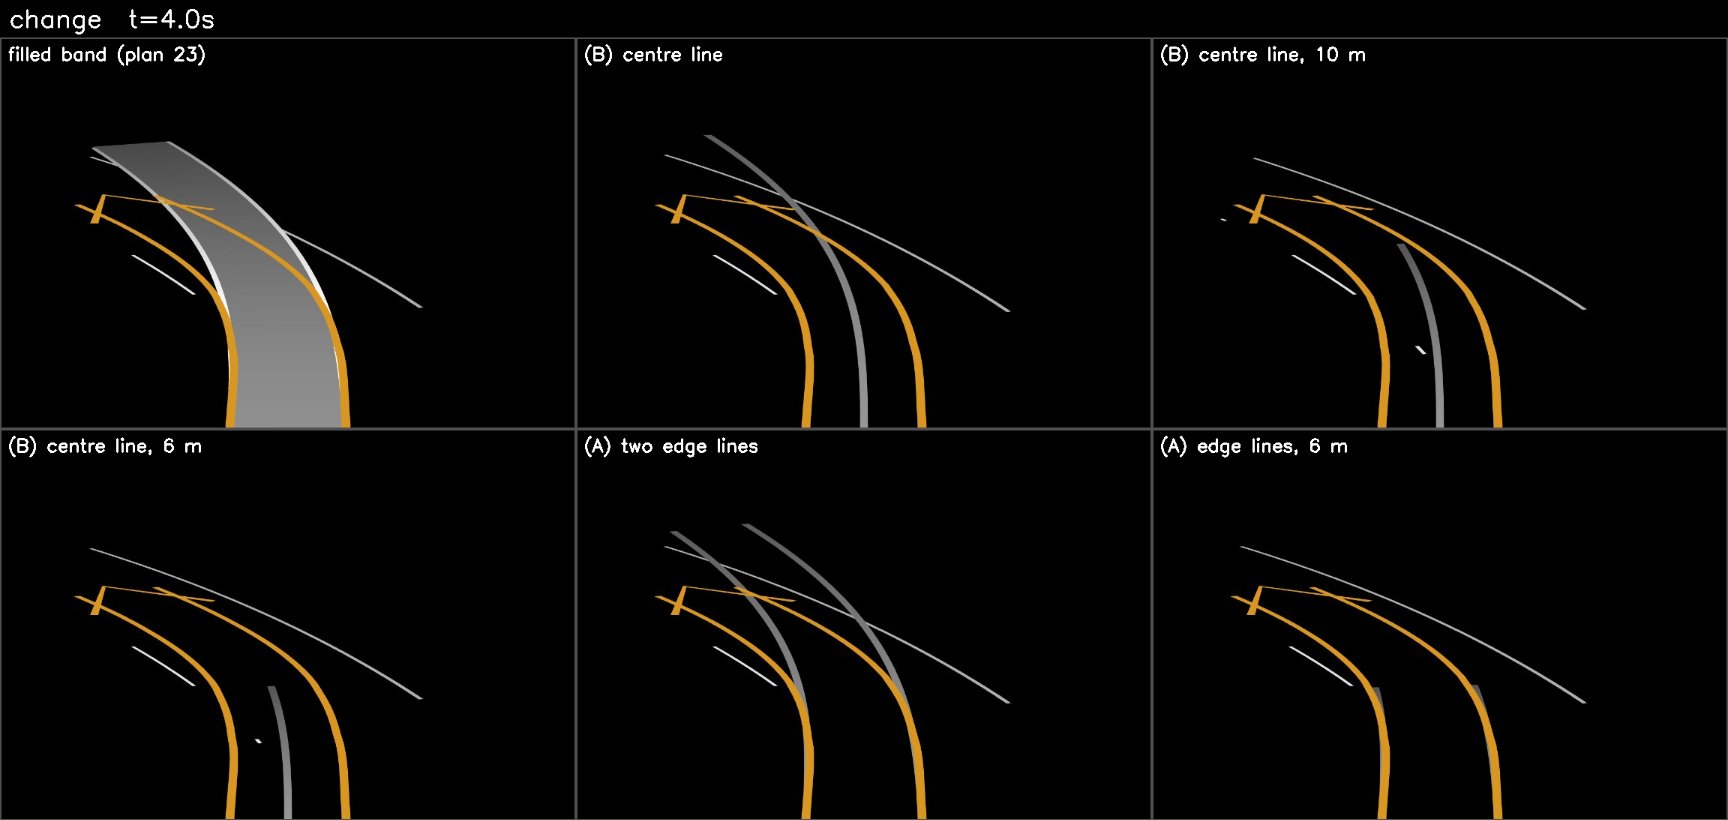 change t=4.0s
filled band (plan 23)
(B) centre line
(B) centre line, 10 m
(B) centre line, 6 m
(A) two edge lines
(A) edge lines, 6 m